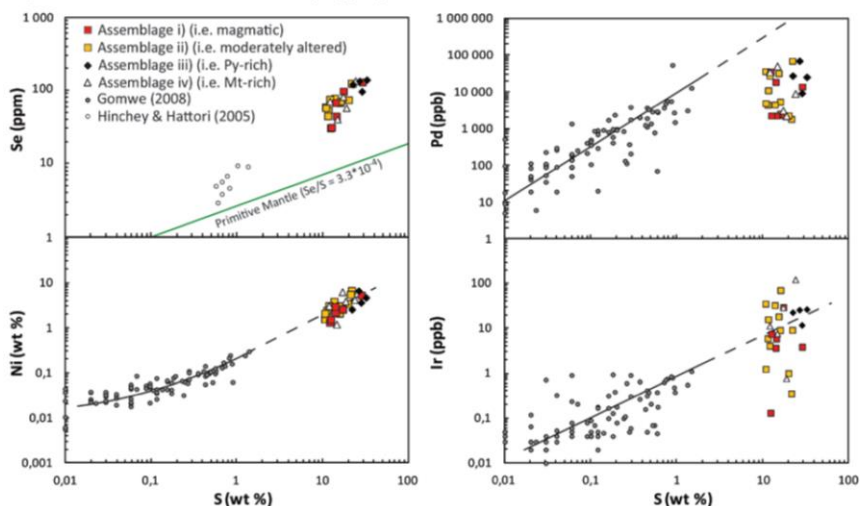 Se (ppm)
1 000
100
10
1
Assemblage i) (i.e. magmatic)
Assemblage ii) (i.e. moderately altered)
Assemblage iii) (i.e. Py-rich)
Assemblage iv) (i.e. Mt-rich)
Gomwe (2008)
Hinchey & Hattori (2005)
Primitive Mantle (Se/S = 3.3*10⁻⁴)
Pd (ppb)
1 000 000
100 000
10 000
1 000
100
10
1
Ni (wt %)
10
1
0,1
0,01
0,001
0,01
0,1
1
10
100
S (wt %)
Ir (ppb)
100
10
1
0,1
0,01
0,01
0,1
1
10
100
S (wt %)